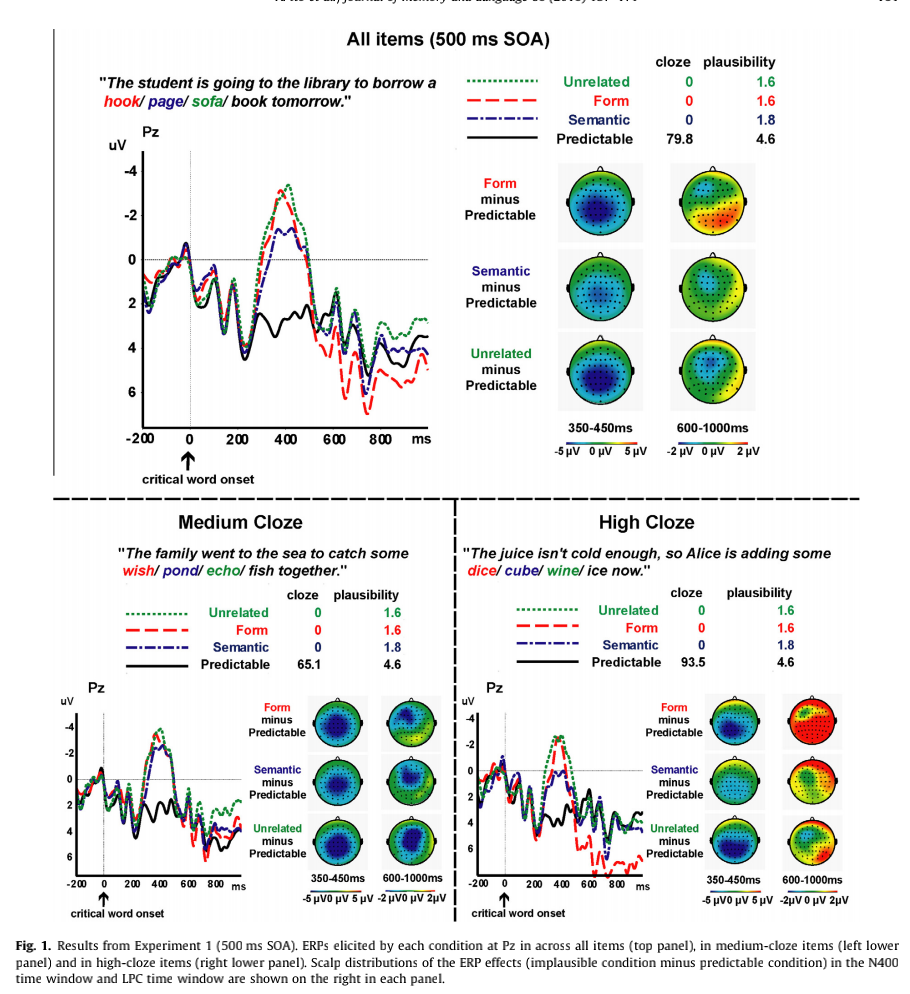 All items (500 ms SOA)
"The student is going to the library to borrow a
hook/ page/ sofa/ book tomorrow."
cloze plausibility
Unrelated 0 1.6
Form 0 1.6
Semantic 0 1.8
Predictable 79.8 4.6
uV
Pz
-4
-2
0
2
4
6
-200 0 200 400 600 800 ms
critical word onset
Form
minus
Predictable
Semantic
minus
Predictable
Unrelated
minus
Predictable
350-450ms 600-1000ms
-5 µV 0 µV 5 µV -2 µV 0 µV 2 µV
Medium Cloze
"The family went to the sea to catch some
wish/ pond/ echo/ fish together."
cloze plausibility
Unrelated 0 1.6
Form 0 1.6
Semantic 0 1.8
Predictable 65.1 4.6
Pz
uV
-4
-2
0
2
4
6
-200 0 200 400 600 800 ms
critical word onset
Form
minus
Predictable
Semantic
minus
Predictable
Unrelated
minus
Predictable
350-450ms 600-1000ms
-5 µV 0 µV 5 µV -2 µV 0 µV 2µV
High Cloze
"The juice isn't cold enough, so Alice is adding some
dice/ cube/ wine/ ice now."
cloze plausibility
Unrelated 0 1.6
Form 0 1.6
Semantic 0 1.8
Predictable 93.5 4.6
Pz
uV
-4
-2
0
2
4
6
-200 0 200 400 600 800 ms
critical word onset
Form
minus
Predictable
Semantic
minus
Predictable
Unrelated
minus
Predictable
350-450ms 600-1000ms
-5 µV 0 µV 5 µV -2µV 0 µV 2µV
Fig. 1. Results from Experiment 1 (500 ms SOA). ERPs elicited by each condition at Pz in across all items (top panel), in medium-cloze items (left lower
panel) and in high-cloze items (right lower panel). Scalp distributions of the ERP effects (implausible condition minus predictable condition) in the N400
time window and LPC time window are shown on the right in each panel.